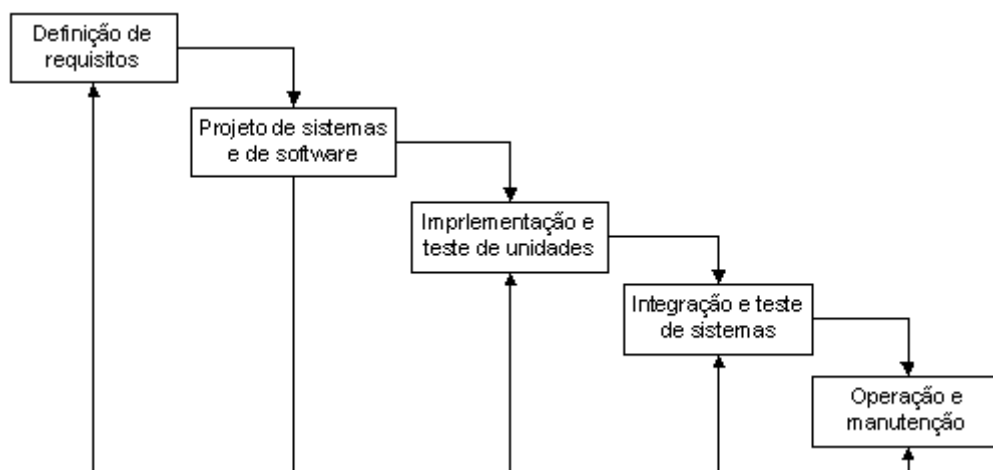 Definição de
requisitos
Projeto de sistemas
e de software
Imprlementação e
teste de unidades
Integração e teste
de sistemas
Operação e
manutenção